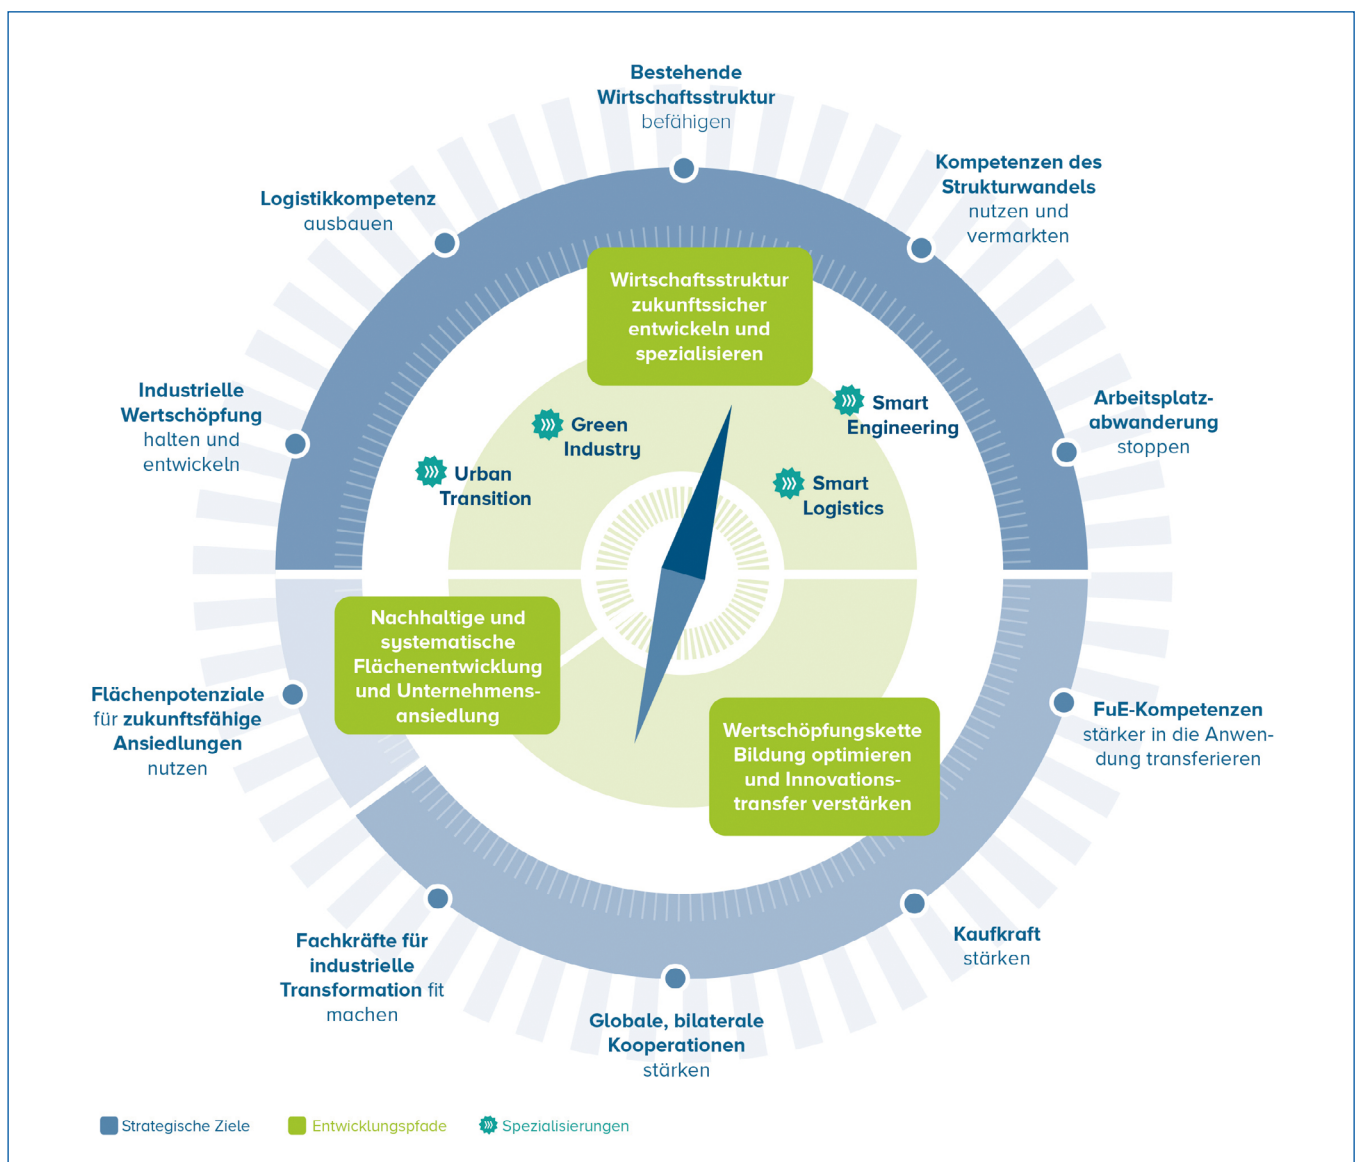 Bestehende
Wirtschaftsstruktur
befähigen
Kompetenzen des
Strukturwandels
nutzen und
vermarkten
Logistikkompetenz
ausbauen
Wirtschaftsstruktur
zukunftssicher
entwickeln und
spezialisieren
Industrielle
Wertschöpfung
halten und
entwickeln
Arbeitsplatz-
abwanderung
stoppen
Green
Industry
Urban
Transition
Smart
Engineering
Smart
Logistics
Nachhaltige und
systematische
Flächenentwicklung
und Unternehmens-
ansiedlung
Flächenpotenziale
für zukunftsfähige
Ansiedlungen
nutzen
Wertschöpfungskette
Bildung optimieren
und Innovations-
transfer verstärken
FuE-Kompetenzen
stärker in die Anwen-
dung transferieren
Fachkräfte für
industrielle
Transformation fit
machen
Kaufkraft
stärken
Globale, bilaterale
Kooperationen
stärken
Strategische Ziele
Entwicklungspfade
Spezialisierungen